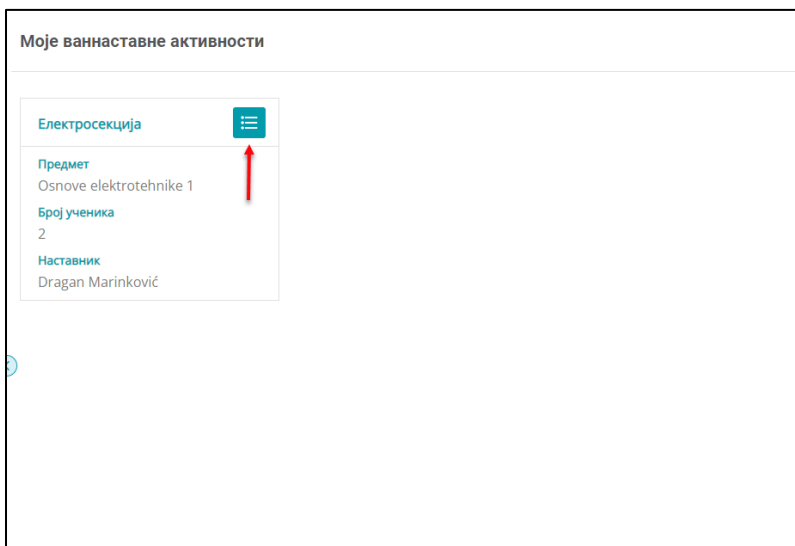 Моје ваннаставне активности
Електросекција
Предмет
Osnove elektrotehnike 1
Број ученика
2
Наставник
Dragan Marinković